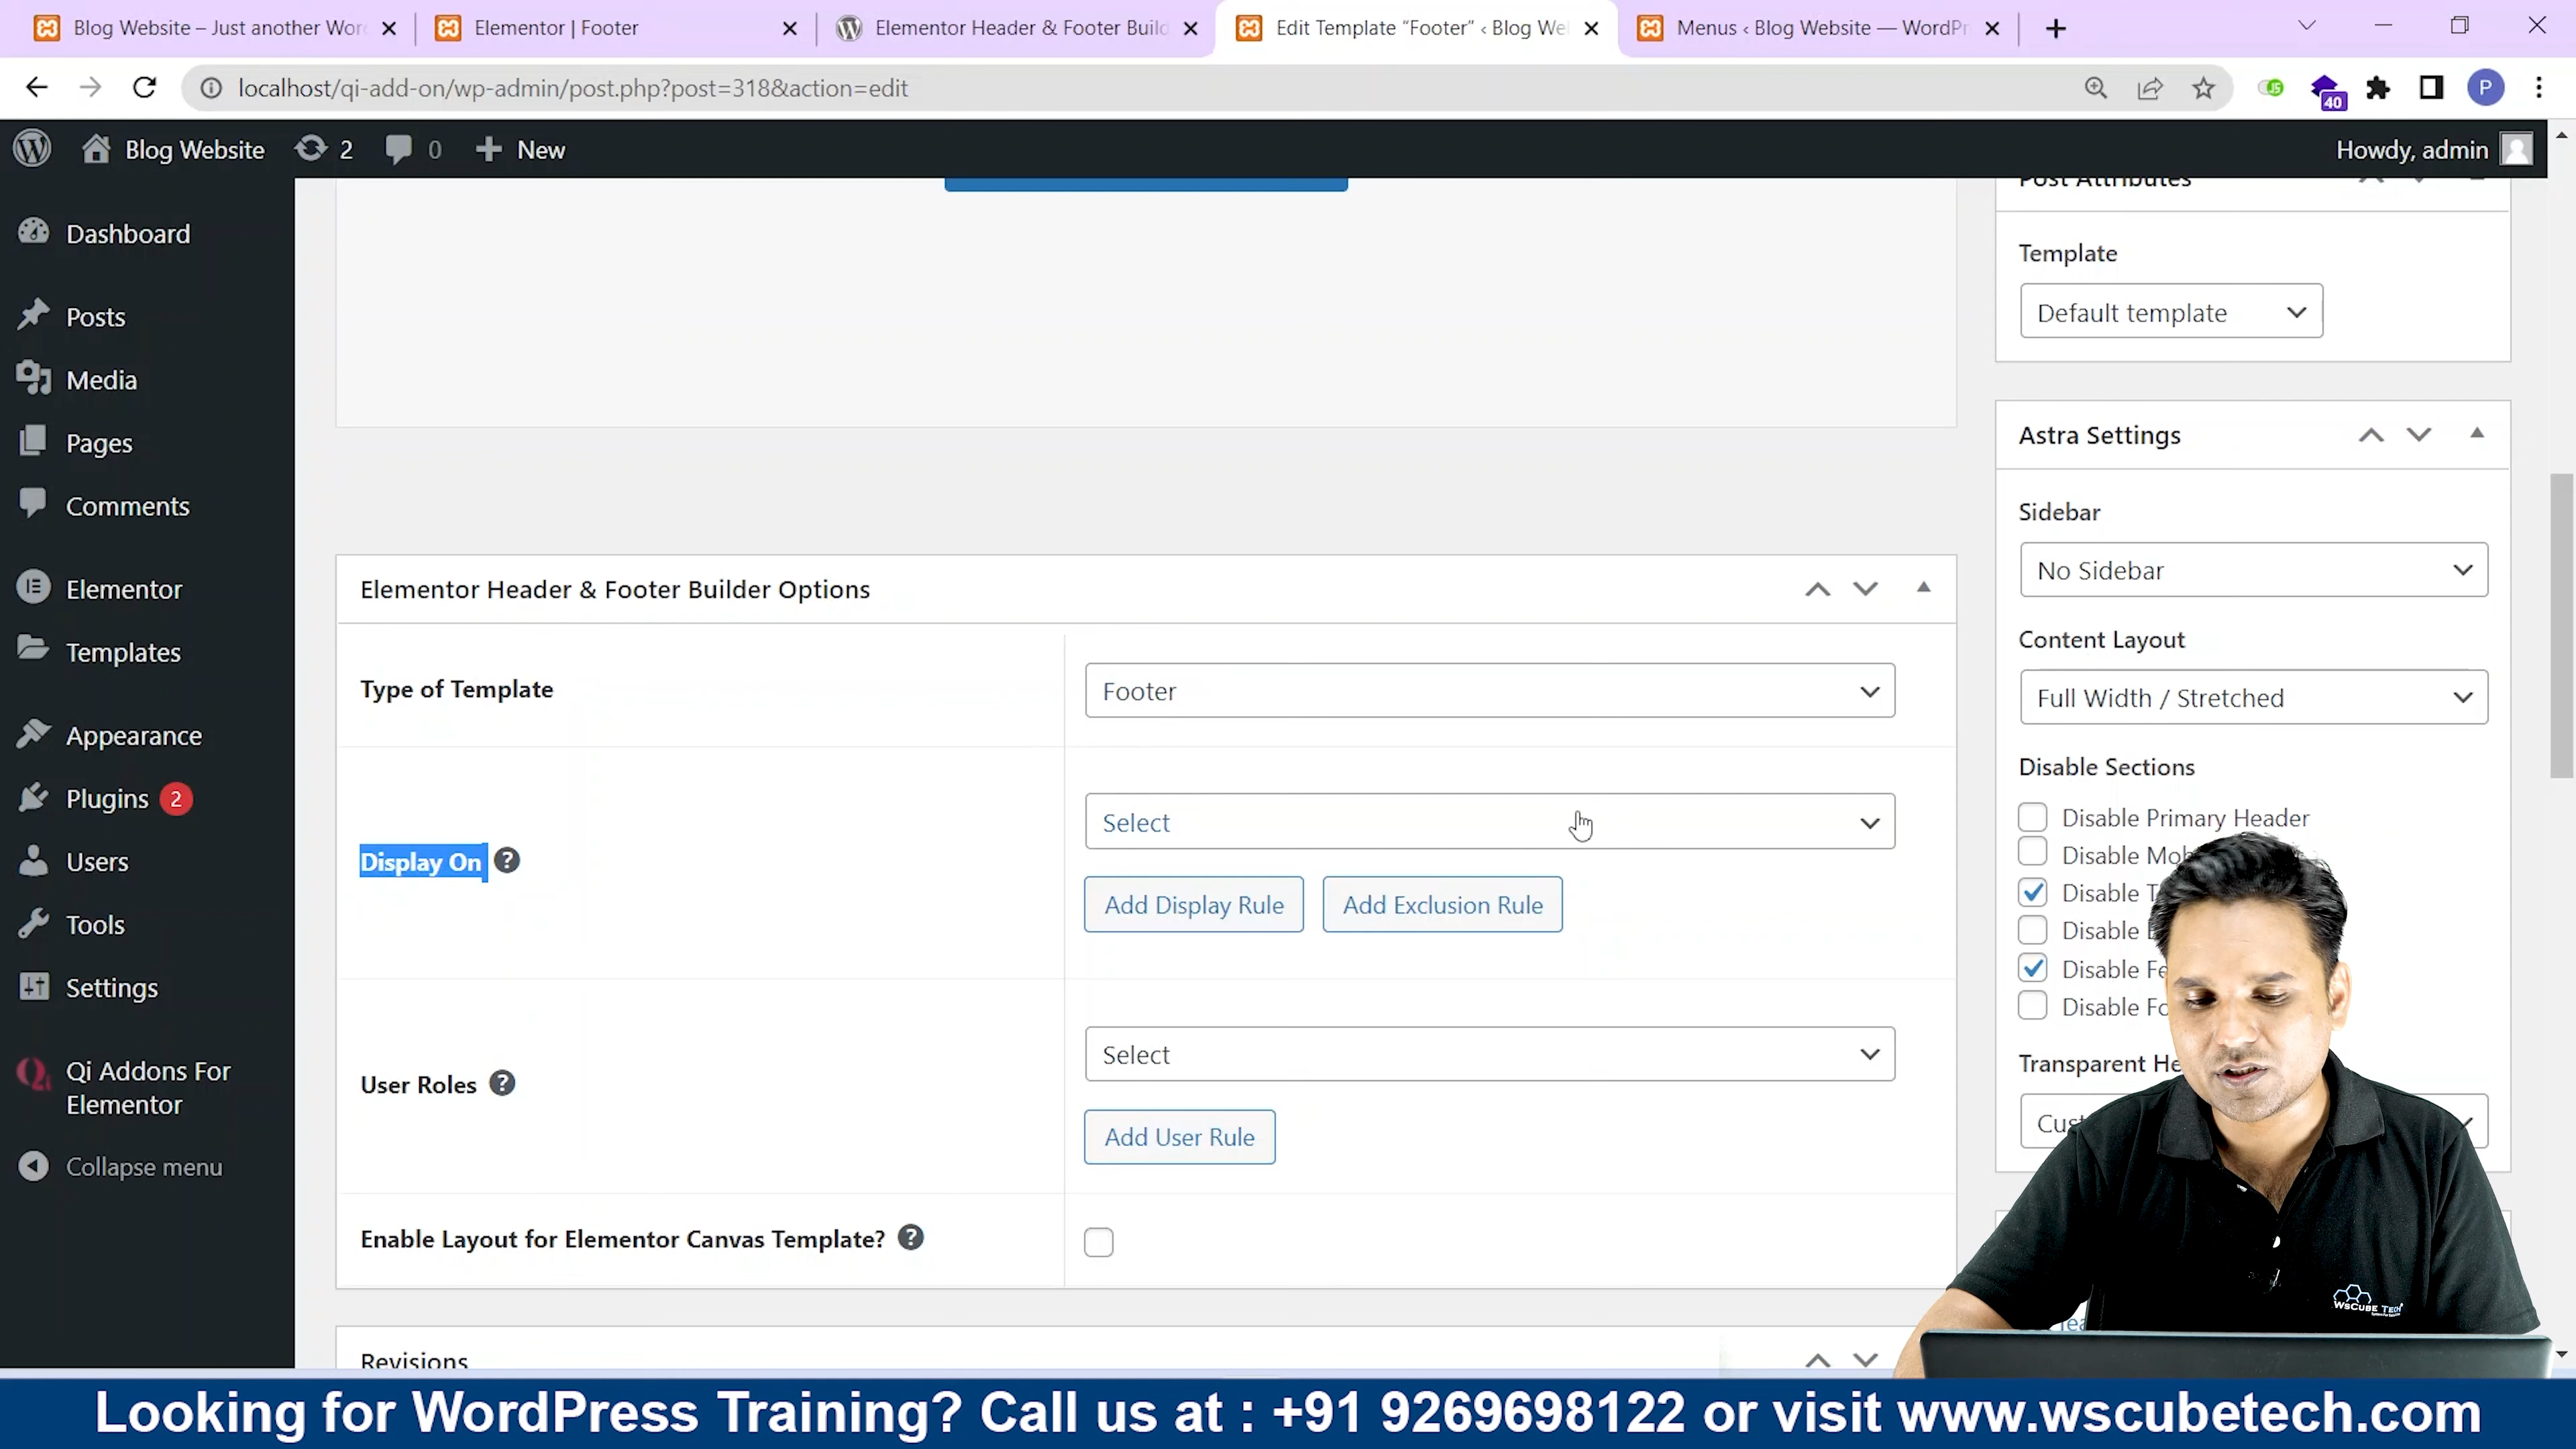 Blog Website – Just another Wor
Elementor | Footer
Elementor Header & Footer Build
Edit Template “Footer” ‹ Blog We
Menus ‹ Blog Website — WordPr
localhost/qi-add-on/wp-admin/post.php?post=318&action=edit
40
P
Blog Website
2
0
New
Howdy, admin
Dashboard
Posts
Media
Pages
Comments
Elementor
Templates
Appearance
Plugins 2
Users
Tools
Settings
Qi Addons For
Elementor
Collapse menu
Elementor Header & Footer Builder Options
Type of Template
Footer
Display On ?
Select
Add Display Rule
Add Exclusion Rule
User Roles ?
Select
Add User Rule
Enable Layout for Elementor Canvas Template? ?
Revisions
Post Attributes
Template
Default template
Astra Settings
Sidebar
No Sidebar
Content Layout
Full Width / Stretched
Disable Sections
Disable Primary Header
Disable
Disable
Disable
Disable
Disable
Transparent
WsCube Tech
Looking for WordPress Training? Call us at : +91 9269698122 or visit www.wscubetech.com